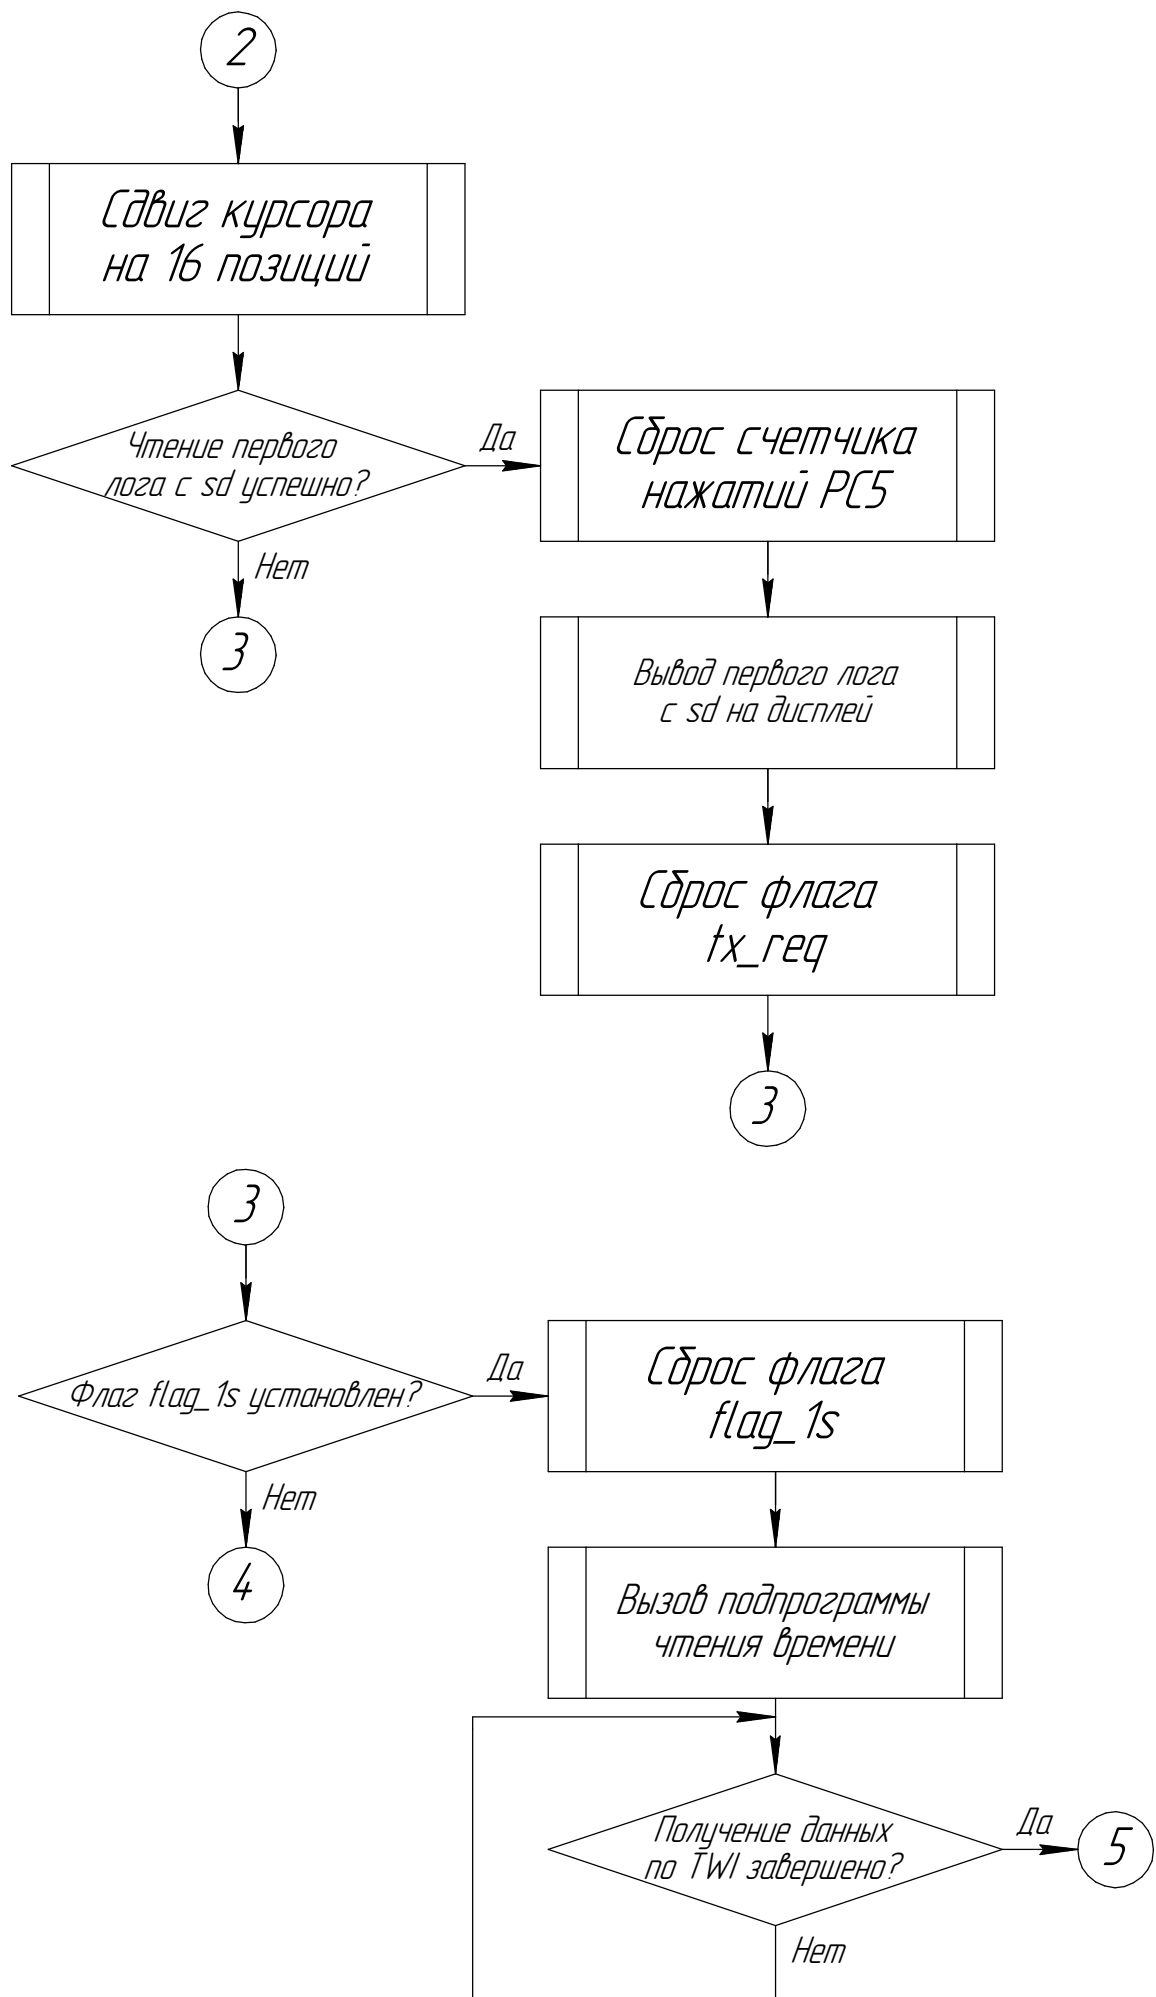 2
Сдвиг курсора
на 16 позиций
Чтение первого
лога с sd успешно?
Да
Нет
3
Сброс счетчика
нажатий PC5
Вывод первого лога
с sd на дисплей
Сброс флага
tx_req
3
3
Флаг flag_1s установлен?
Да
Нет
4
Сброс флага
flag_1s
Вызов подпрограммы
чтения времени
Получение данных
по TWI завершено?
Да
5
Нет